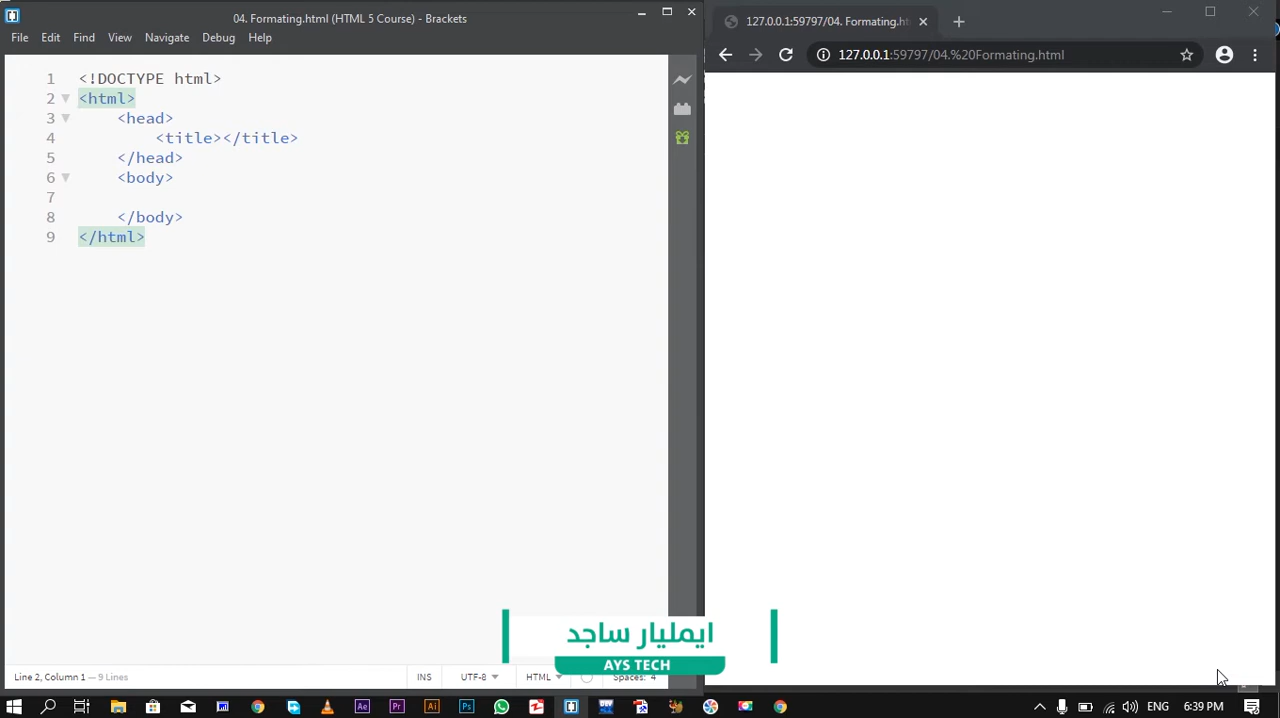 04. Formating.html (HTML 5 Course) - Brackets
File Edit Find View Navigate Debug Help
1 <!DOCTYPE html>
2 <html>
3 <head>
4 <title></title>
5 </head>
6 <body>
7
8 </body>
9 </html>
Line 2, Column 1 — 9 Lines
INS UTF-8 HTML Spaces: 4
127.0.0.1:59797/04. Formating.ht
127.0.0.1:59797/04.%20Formating.html
ایملیار ساجد
AYS TECH
ENG 6:39 PM